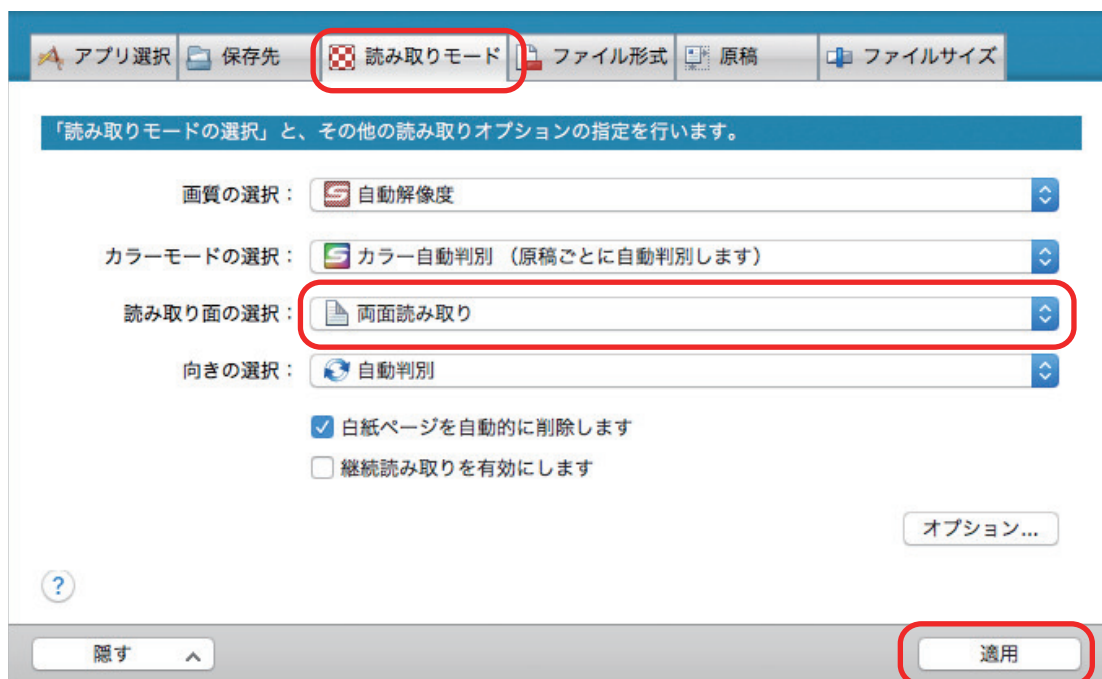 アプリ選択 保存先 読み取りモード ファイル形式 原稿 ファイルサイズ
「読み取りモードの選択」と、その他の読み取りオプションの指定を行います。
画質の選択： 自動解像度
カラーモードの選択： カラー自動判別 （原稿ごとに自動判別します）
読み取り面の選択： 両面読み取り
向きの選択： 自動判別
白紙ページを自動的に削除します
継続読み取りを有効にします
オプション...
?
隠す 適用